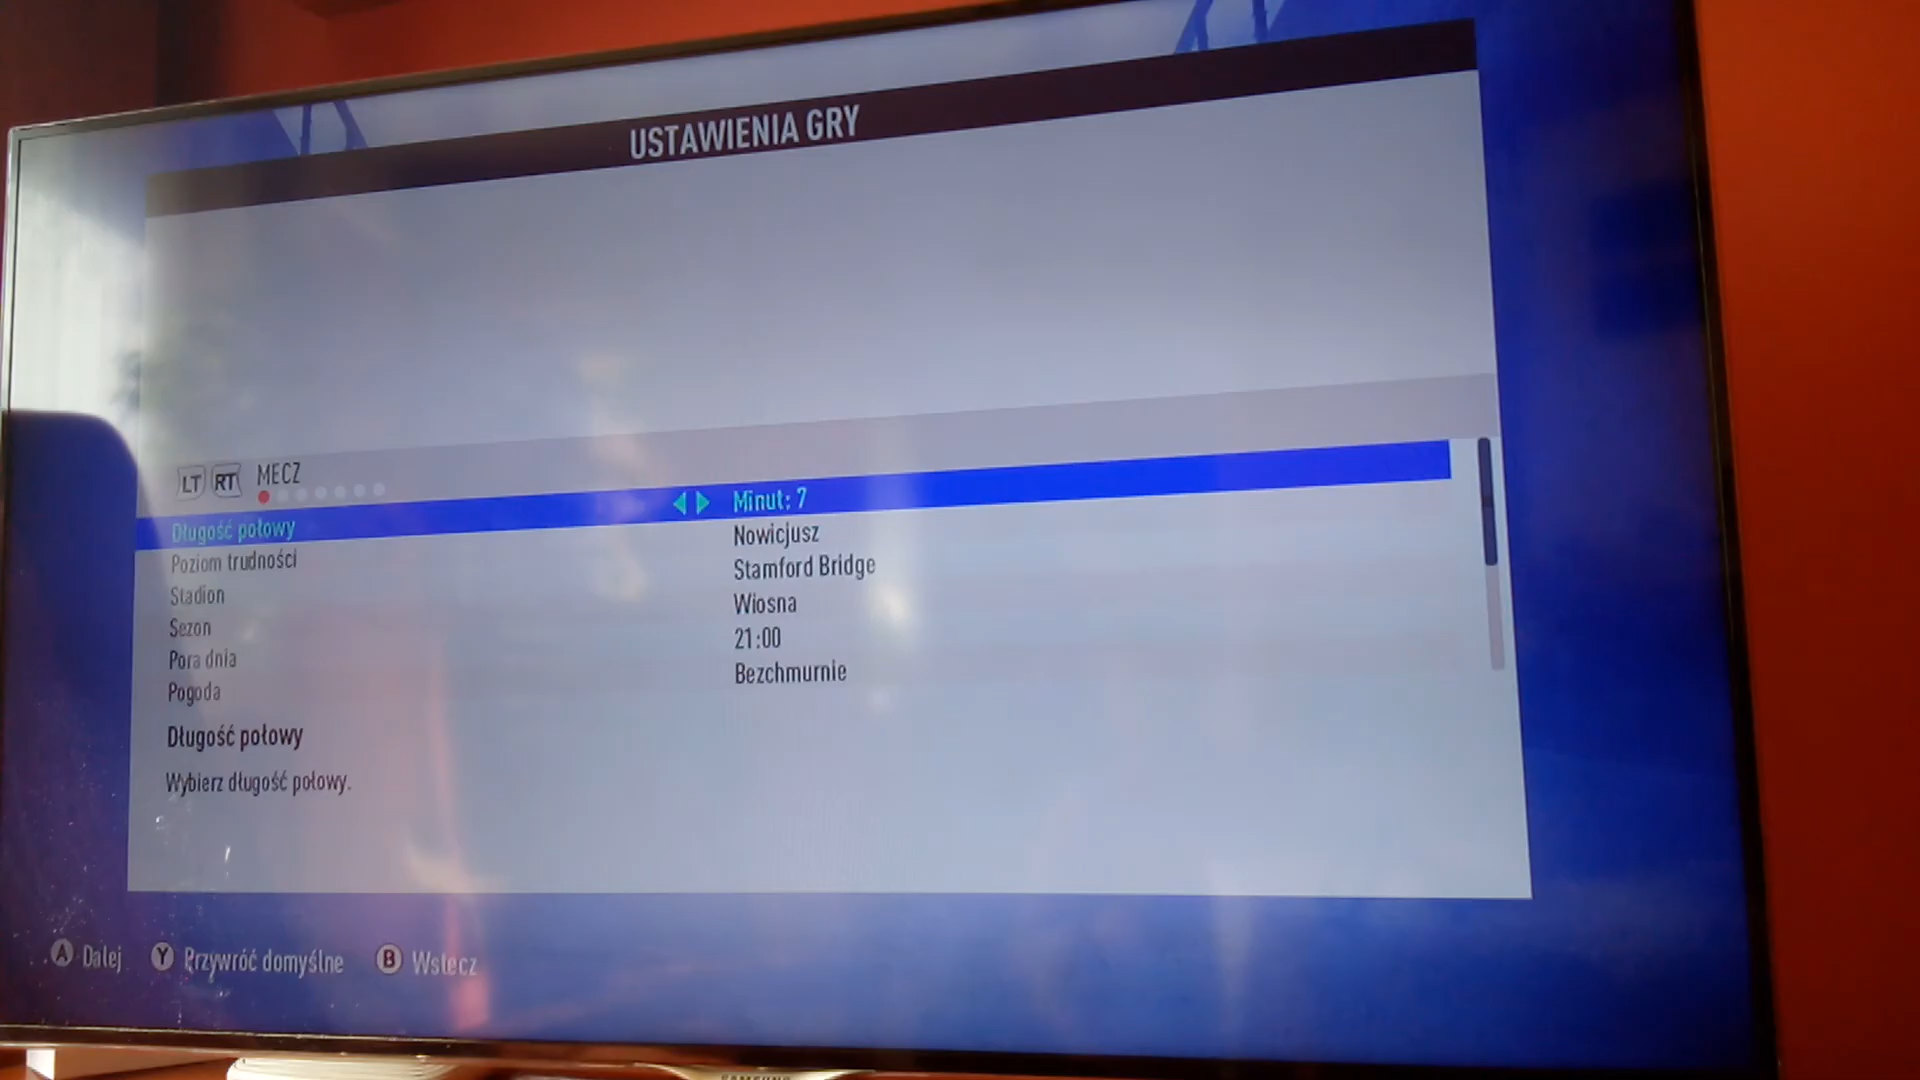 USTAWIENIA GRY
LT RT MECZ
Długość połowy Minut: 7
Poziom trudności Nowicjusz
Stadion Stamford Bridge
Sezon Wiosna
Pora dnia 21:00
Pogoda Bezchmurnie
Długość połowy
Wybierz długość połowy.
A Dalej Y Przywróć domyślne B Wstecz
SAMSUNG